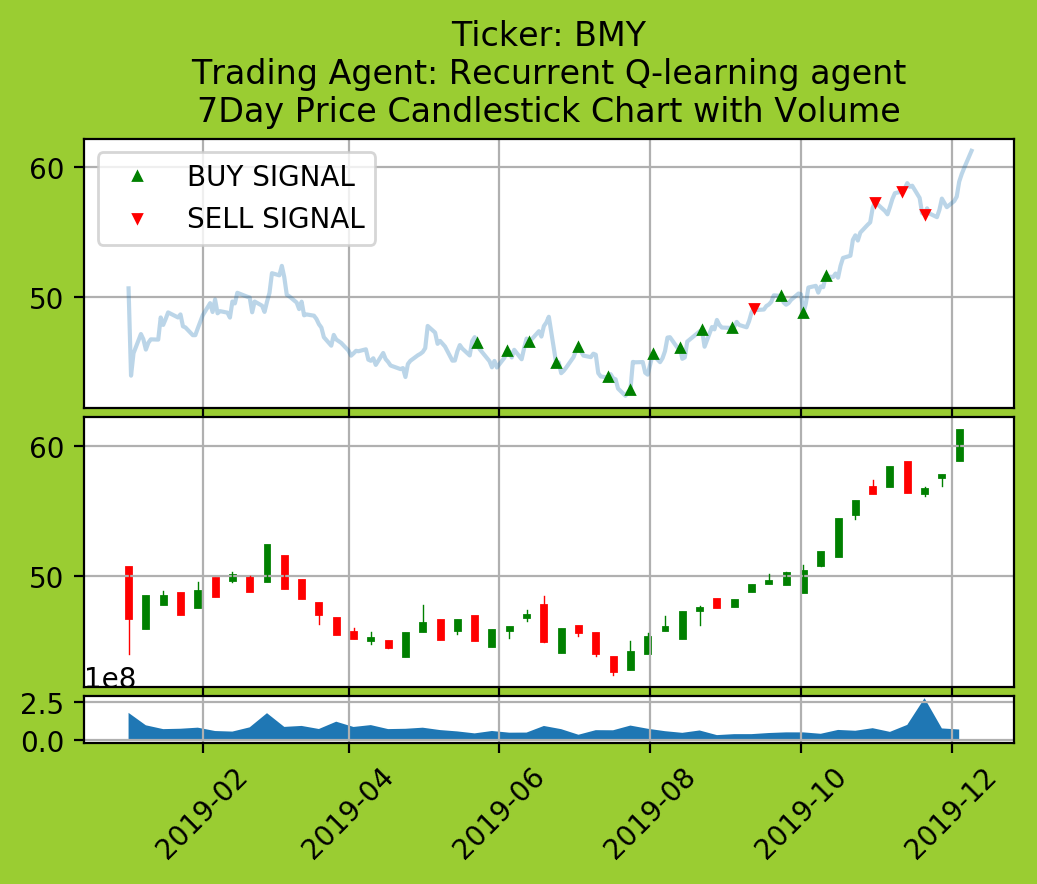 Ticker: BMY
Trading Agent: Recurrent Q-learning agent
7Day Price Candlestick Chart with Volume
60
BUY SIGNAL
SELL SIGNAL
50
60
50
1e8
2.5
0.0
2019-02
2019-04
2019-06
2019-08
2019-10
2019-12